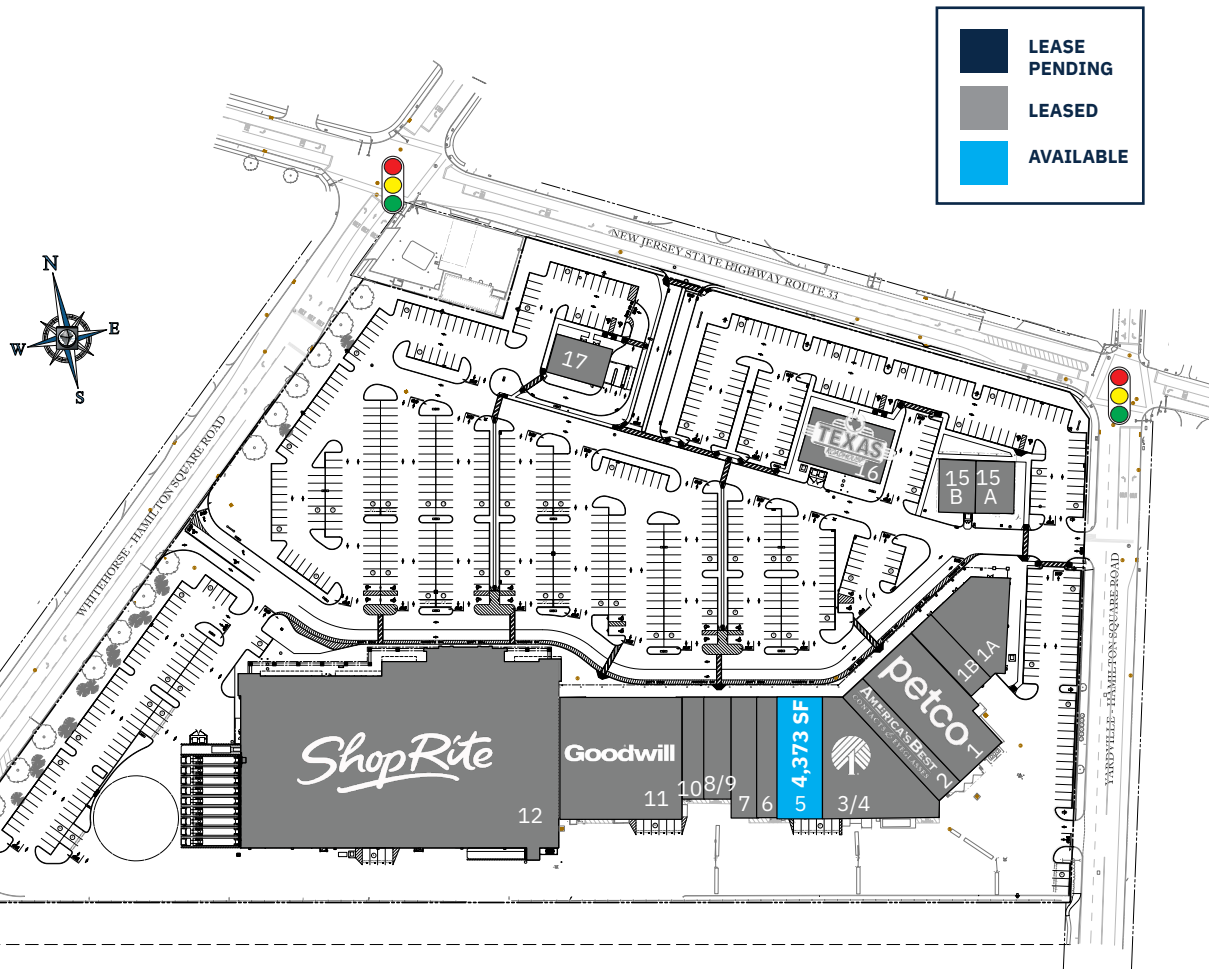 LEASE
PENDING
LEASED
AVAILABLE
N
E
W
S
NEW JERSEY STATE HIGHWAY ROUTE 33
WHITEHORSE - HAMILTON SQUARE ROAD
YARDVILLE - HAMILTON SQUARE ROAD
17
TEXAS
16
15
B
15
A
1A
1B
petco
1
AMERICA'S BEST
CONTACTS & EYEGLASSES
2
3/4
4,373 SF
5
6
7
8/9
10
Goodwill
11
ShopRite
12